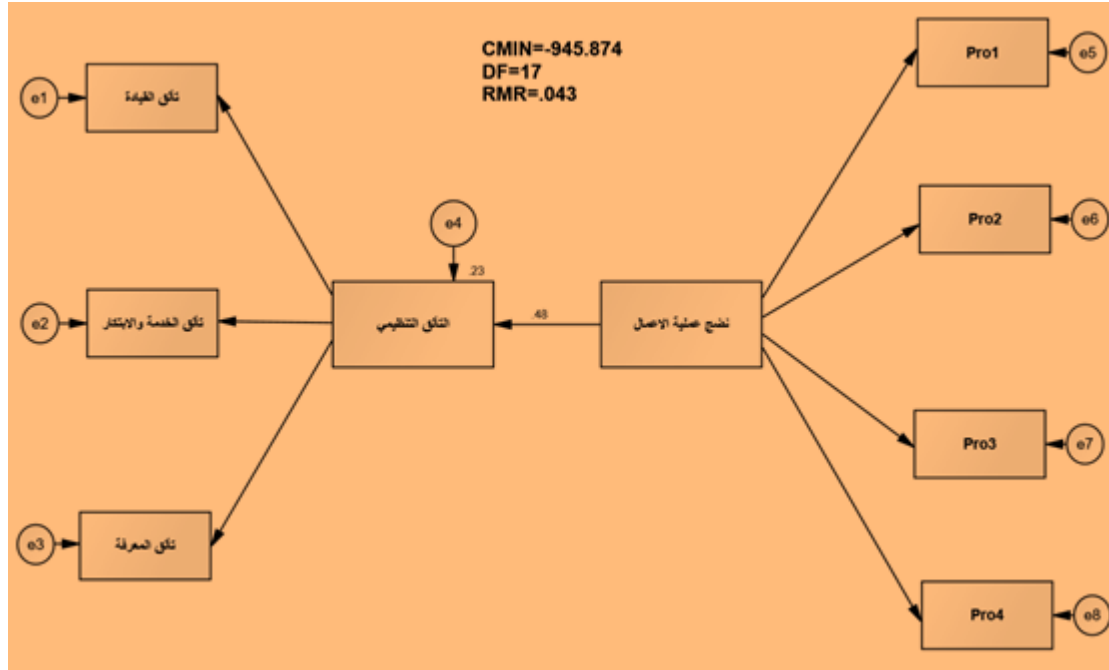 CMIN=-945.874
DF=17
RMR=.043
Pro1
e5
e1
تألق القيادة
Pro2
e6
e4
.23
.48
e2
تألق الخدمة والابتكار
التألق التنظيمي
نضج عملية الاعمال
Pro3
e7
e3
تألق المعرفة
Pro4
e8